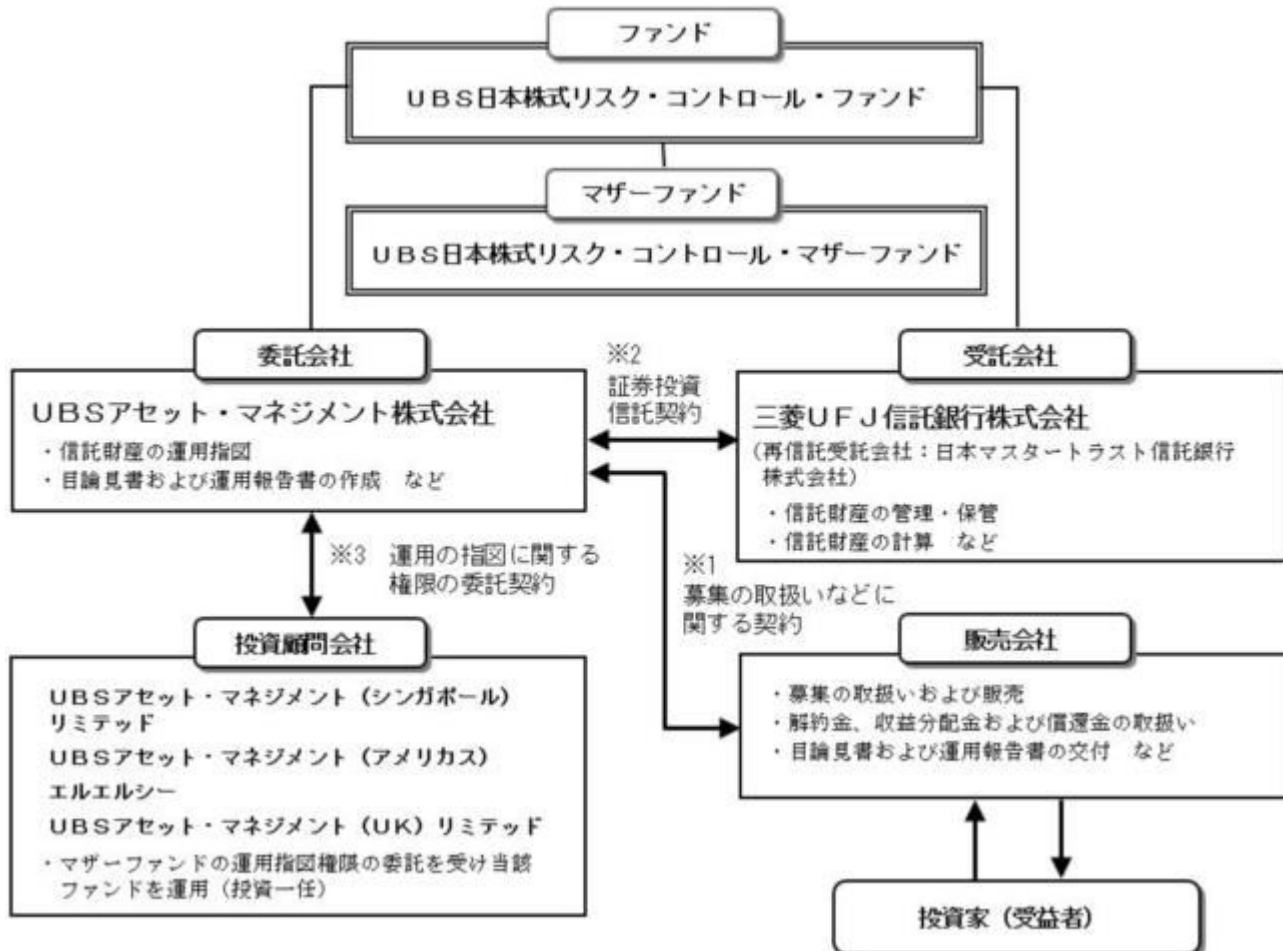 ファンド
UBS日本株式リスク・コントロール・ファンド
マザーファンド
UBS日本株式リスク・コントロール・マザーファンド
委託会社
UBSアセット・マネジメント株式会社
・信託財産の運用指図
・目論見書および運用報告書の作成 など
※2
証券投資
信託契約
受託会社
三菱UFJ信託銀行株式会社
(再信託受託会社:日本マスタートラスト信託銀行
株式会社)
・信託財産の管理・保管
・信託財産の計算 など
※3 運用の指図に関する
権限の委託契約
※1
募集の取扱いなどに
関する契約
投資顧問会社
UBSアセット・マネジメント(シンガポール)
リミテッド
UBSアセット・マネジメント(アメリカス)
エルエルシー
UBSアセット・マネジメント(UK)リミテッド
・マザーファンドの運用指図権限の委託を受け当該
ファンドを運用(投資一任)
販売会社
・募集の取扱いおよび販売
・解約金、収益分配金および償還金の取扱い
・目論見書および運用報告書の交付 など
投資家(受益者)